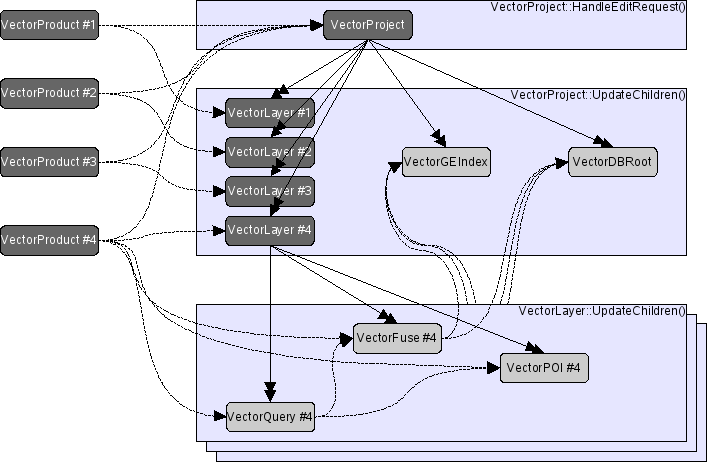 VectorProject::HandleEditRequest()
VectorProduct #1
VectorProject
VectorProduct #2
VectorProject::UpdateChildren()
VectorLayer #1
VectorLayer #2
VectorProduct #3
VectorGEIndex
VectorDBRoot
VectorLayer #3
VectorProduct #4
VectorLayer #4
VectorLayer::UpdateChildren()
VectorFuse #4
VectorPOI #4
VectorQuery #4